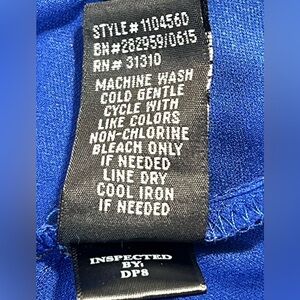 STYLE# 110456D
BN#282959/0615
RN# 31310
MACHINE WASH
COLD GENTLE
CYCLE WITH
LIKE COLORS
NON-CHLORINE
BLEACH ONLY
IF NEEDED
LINE DRY
COOL IRON
IF NEEDED
INSPECTED
BY:
DP8